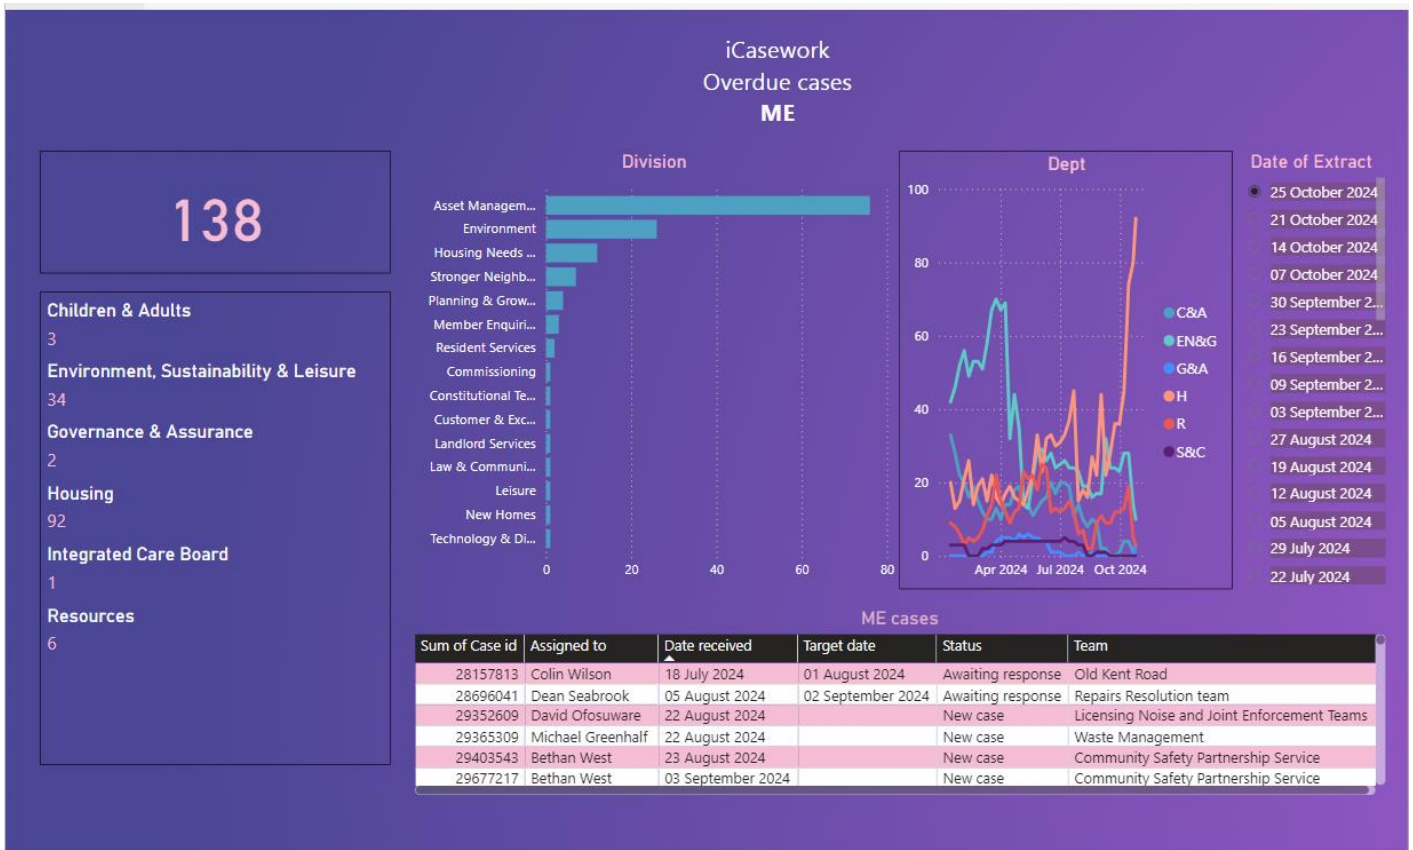 iCasework
Overdue cases
ME
138
Children & Adults
3
Environment, Sustainability & Leisure
34
Governance & Assurance
2
Housing
92
Integrated Care Board
1
Resources
6
Division
Asset Managem...
Environment
Housing Needs ...
Stronger Neighb...
Planning & Grow...
Member Enquiri...
Resident Services
Commissioning
Constitutional Te...
Customer & Exc...
Landlord Services
Law & Communi...
Leisure
New Homes
Technology & Di...
0 20 40 60 80
Dept
100
80
60
40
20
0
Apr 2024 Jul 2024 Oct 2024
C&A
EN&G
G&A
H
R
S&C
Date of Extract
25 October 2024
21 October 2024
14 October 2024
07 October 2024
30 September 2...
23 September 2...
16 September 2...
09 September 2...
03 September 2...
27 August 2024
19 August 2024
12 August 2024
05 August 2024
29 July 2024
22 July 2024
ME cases
Sum of Case id Assigned to Date received Target date Status Team
28157813 Colin Wilson 18 July 2024 01 August 2024 Awaiting response Old Kent Road
28696041 Dean Seabrook 05 August 2024 02 September 2024 Awaiting response Repairs Resolution team
29352609 David Ofosuware 22 August 2024 New case Licensing Noise and Joint Enforcement Teams
29365309 Michael Greenhalf 22 August 2024 New case Waste Management
29403543 Bethan West 23 August 2024 New case Community Safety Partnership Service
29677217 Bethan West 03 September 2024 New case Community Safety Partnership Service